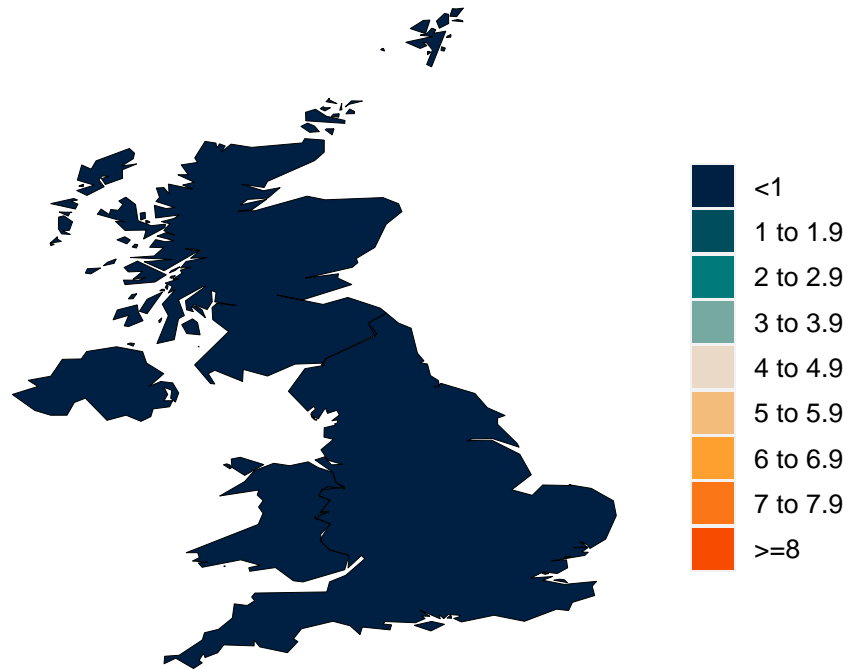 <1
1 to 1.9
2 to 2.9
3 to 3.9
4 to 4.9
5 to 5.9
6 to 6.9
7 to 7.9
>=8